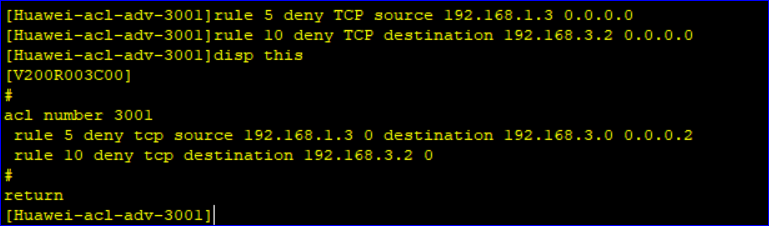 [Huawei-acl-adv-3001]rule 5 deny TCP source 192.168.1.3 0.0.0.0
[Huawei-acl-adv-3001]rule 10 deny TCP destination 192.168.3.2 0.0.0.0
[Huawei-acl-adv-3001]disp this
[V200R003C00]
#
acl number 3001
 rule 5 deny tcp source 192.168.1.3 0 destination 192.168.3.0 0.0.0.2
 rule 10 deny tcp destination 192.168.3.2 0
#
return
[Huawei-acl-adv-3001]